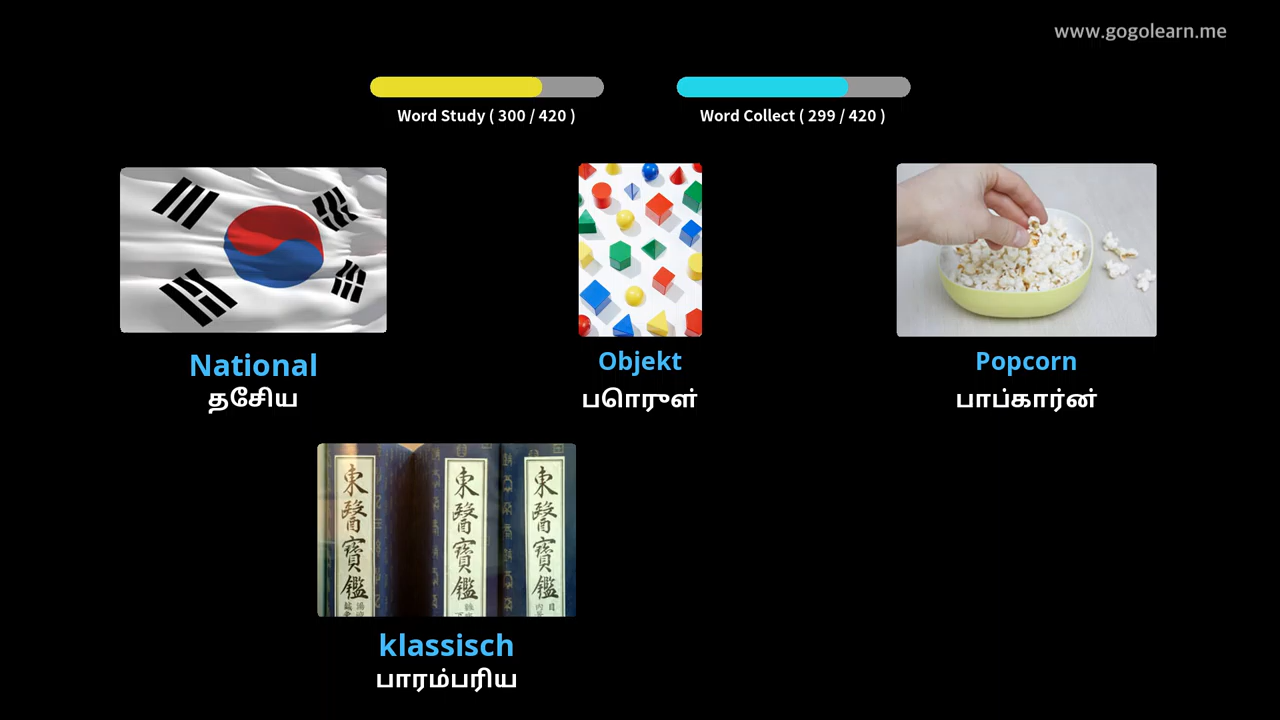 www.gogolearn.me
Word Study ( 300 / 420 )
Word Collect ( 299 / 420 )
National
தேசிய
Objekt
பொருள்
Popcorn
பாப்கார்ன்
東醫寶鑑
東醫寶鑑
東醫寶鑑
klassisch
பாரம்பரிய